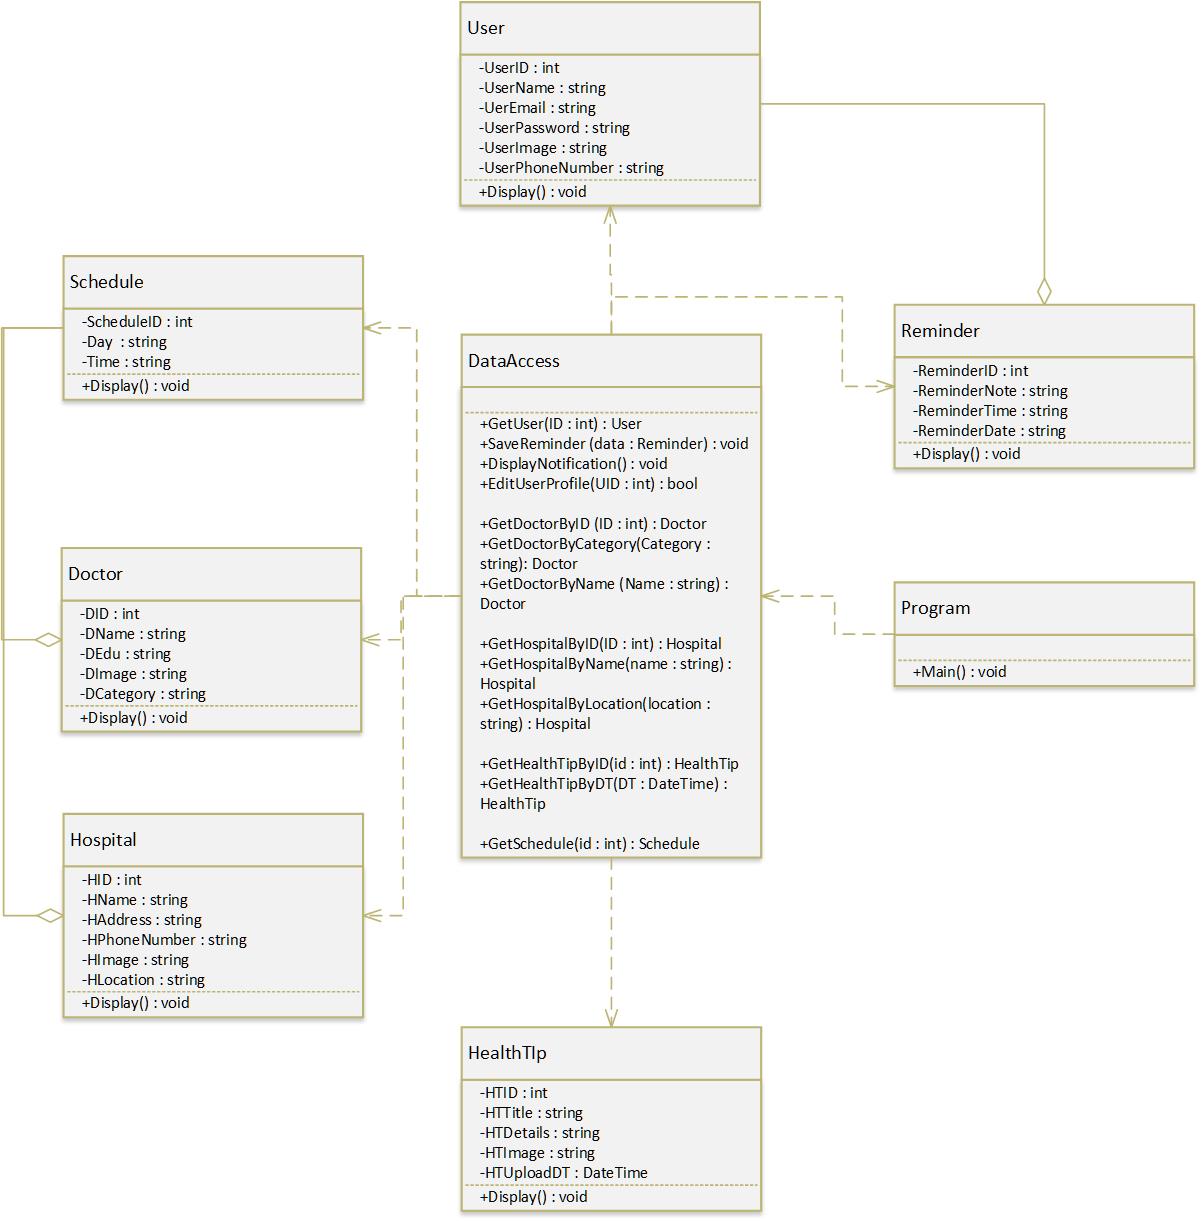 User
-UserID : int
-UserName : string
-UerEmail : string
-UserPassword : string
-UserImage : string
-UserPhoneNumber : string
+Display() : void
Schedule
-ScheduleID : int
-Day  : string
-Time : string
+Display() : void
Reminder
-ReminderID : int
-ReminderNote : string
-ReminderTime : string
-ReminderDate : string
+Display() : void
DataAccess
+GetUser(ID : int) : User
+SaveReminder (data : Reminder) : void
+DisplayNotification() : void
+EditUserProfile(UID : int) : bool
+GetDoctorByID (ID : int) : Doctor
+GetDoctorByCategory(Category :
string): Doctor
+GetDoctorByName (Name : string) :
Doctor
+GetHospitalByID(ID : int) : Hospital
+GetHospitalByName(name : string) :
Hospital
+GetHospitalByLocation(location :
string) : Hospital
+GetHealthTipByID(id : int) : HealthTip
+GetHealthTipByDT(DT : DateTime) :
HealthTip
+GetSchedule(id : int) : Schedule
Doctor
-DID : int
-DName : string
-DEdu : string
-DImage : string
-DCategory : string
+Display() : void
Program
+Main() : void
Hospital
-HID : int
-HName : string
-HAddress : string
-HPhoneNumber : string
-HImage : string
-HLocation : string
+Display() : void
HealthTIp
-HTID : int
-HTTitle : string
-HTDetails : string
-HTImage : string
-HTUploadDT : DateTime
+Display() : void